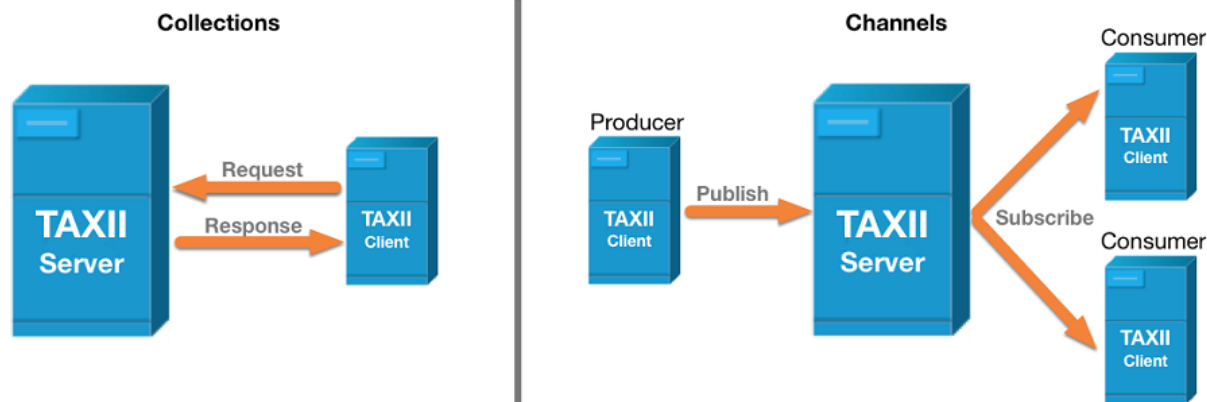 Collections
TAXII
Server
Request
Response
TAXII
Client
Channels
Producer
TAXII
Client
Publish
TAXII
Server
Subscribe
Consumer
TAXII
Client
Consumer
TAXII
Client